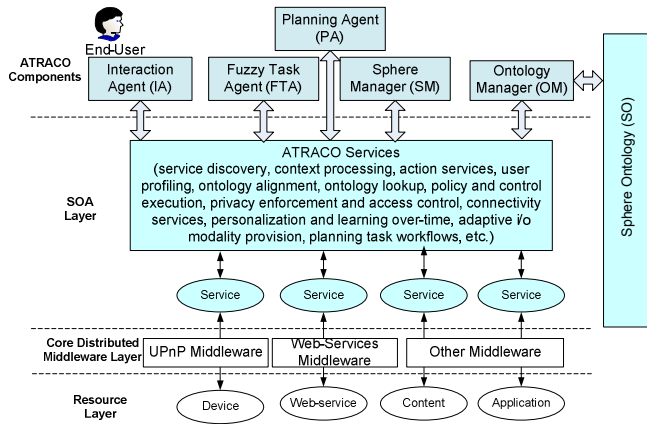 Planning Agent
(PA)
End-User
ATRACO
Components
Interaction
Agent (IA)
Fuzzy Task
Agent (FTA)
Sphere
Manager (SM)
Ontology
Manager (OM)
Sphere Ontology (SO)
SOA
Layer
ATRACO Services
(service discovery, context processing, action services, user
profiling, ontology alignment, ontology lookup, policy and control
execution, privacy enforcement and access control, connectivity
services, personalization and learning over-time, adaptive i/o
modality provision, planning task workflows, etc.)
Service
Service
Service
Service
Core Distributed
Middleware Layer
UPnP Middleware
Web-Services
Middleware
Other Middleware
Resource
Layer
Device
Web-service
Content
Application